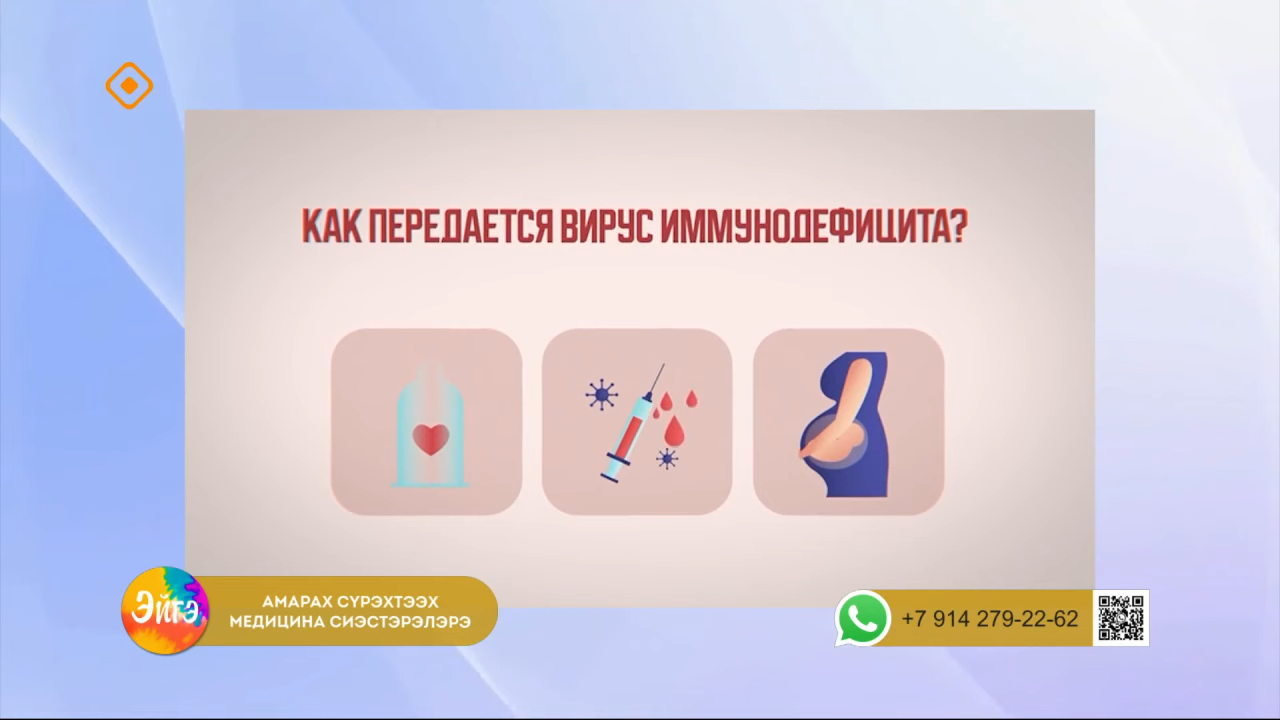 КАК ПЕРЕДАЕТСЯ ВИРУС ИММУНОДЕФИЦИТА?
Эйгэ
АМАРАХ СҮРЭХТЭЭХ
МЕДИЦИНА СИЭСТЭРЭЛЭРЭ
+7 914 279-22-62